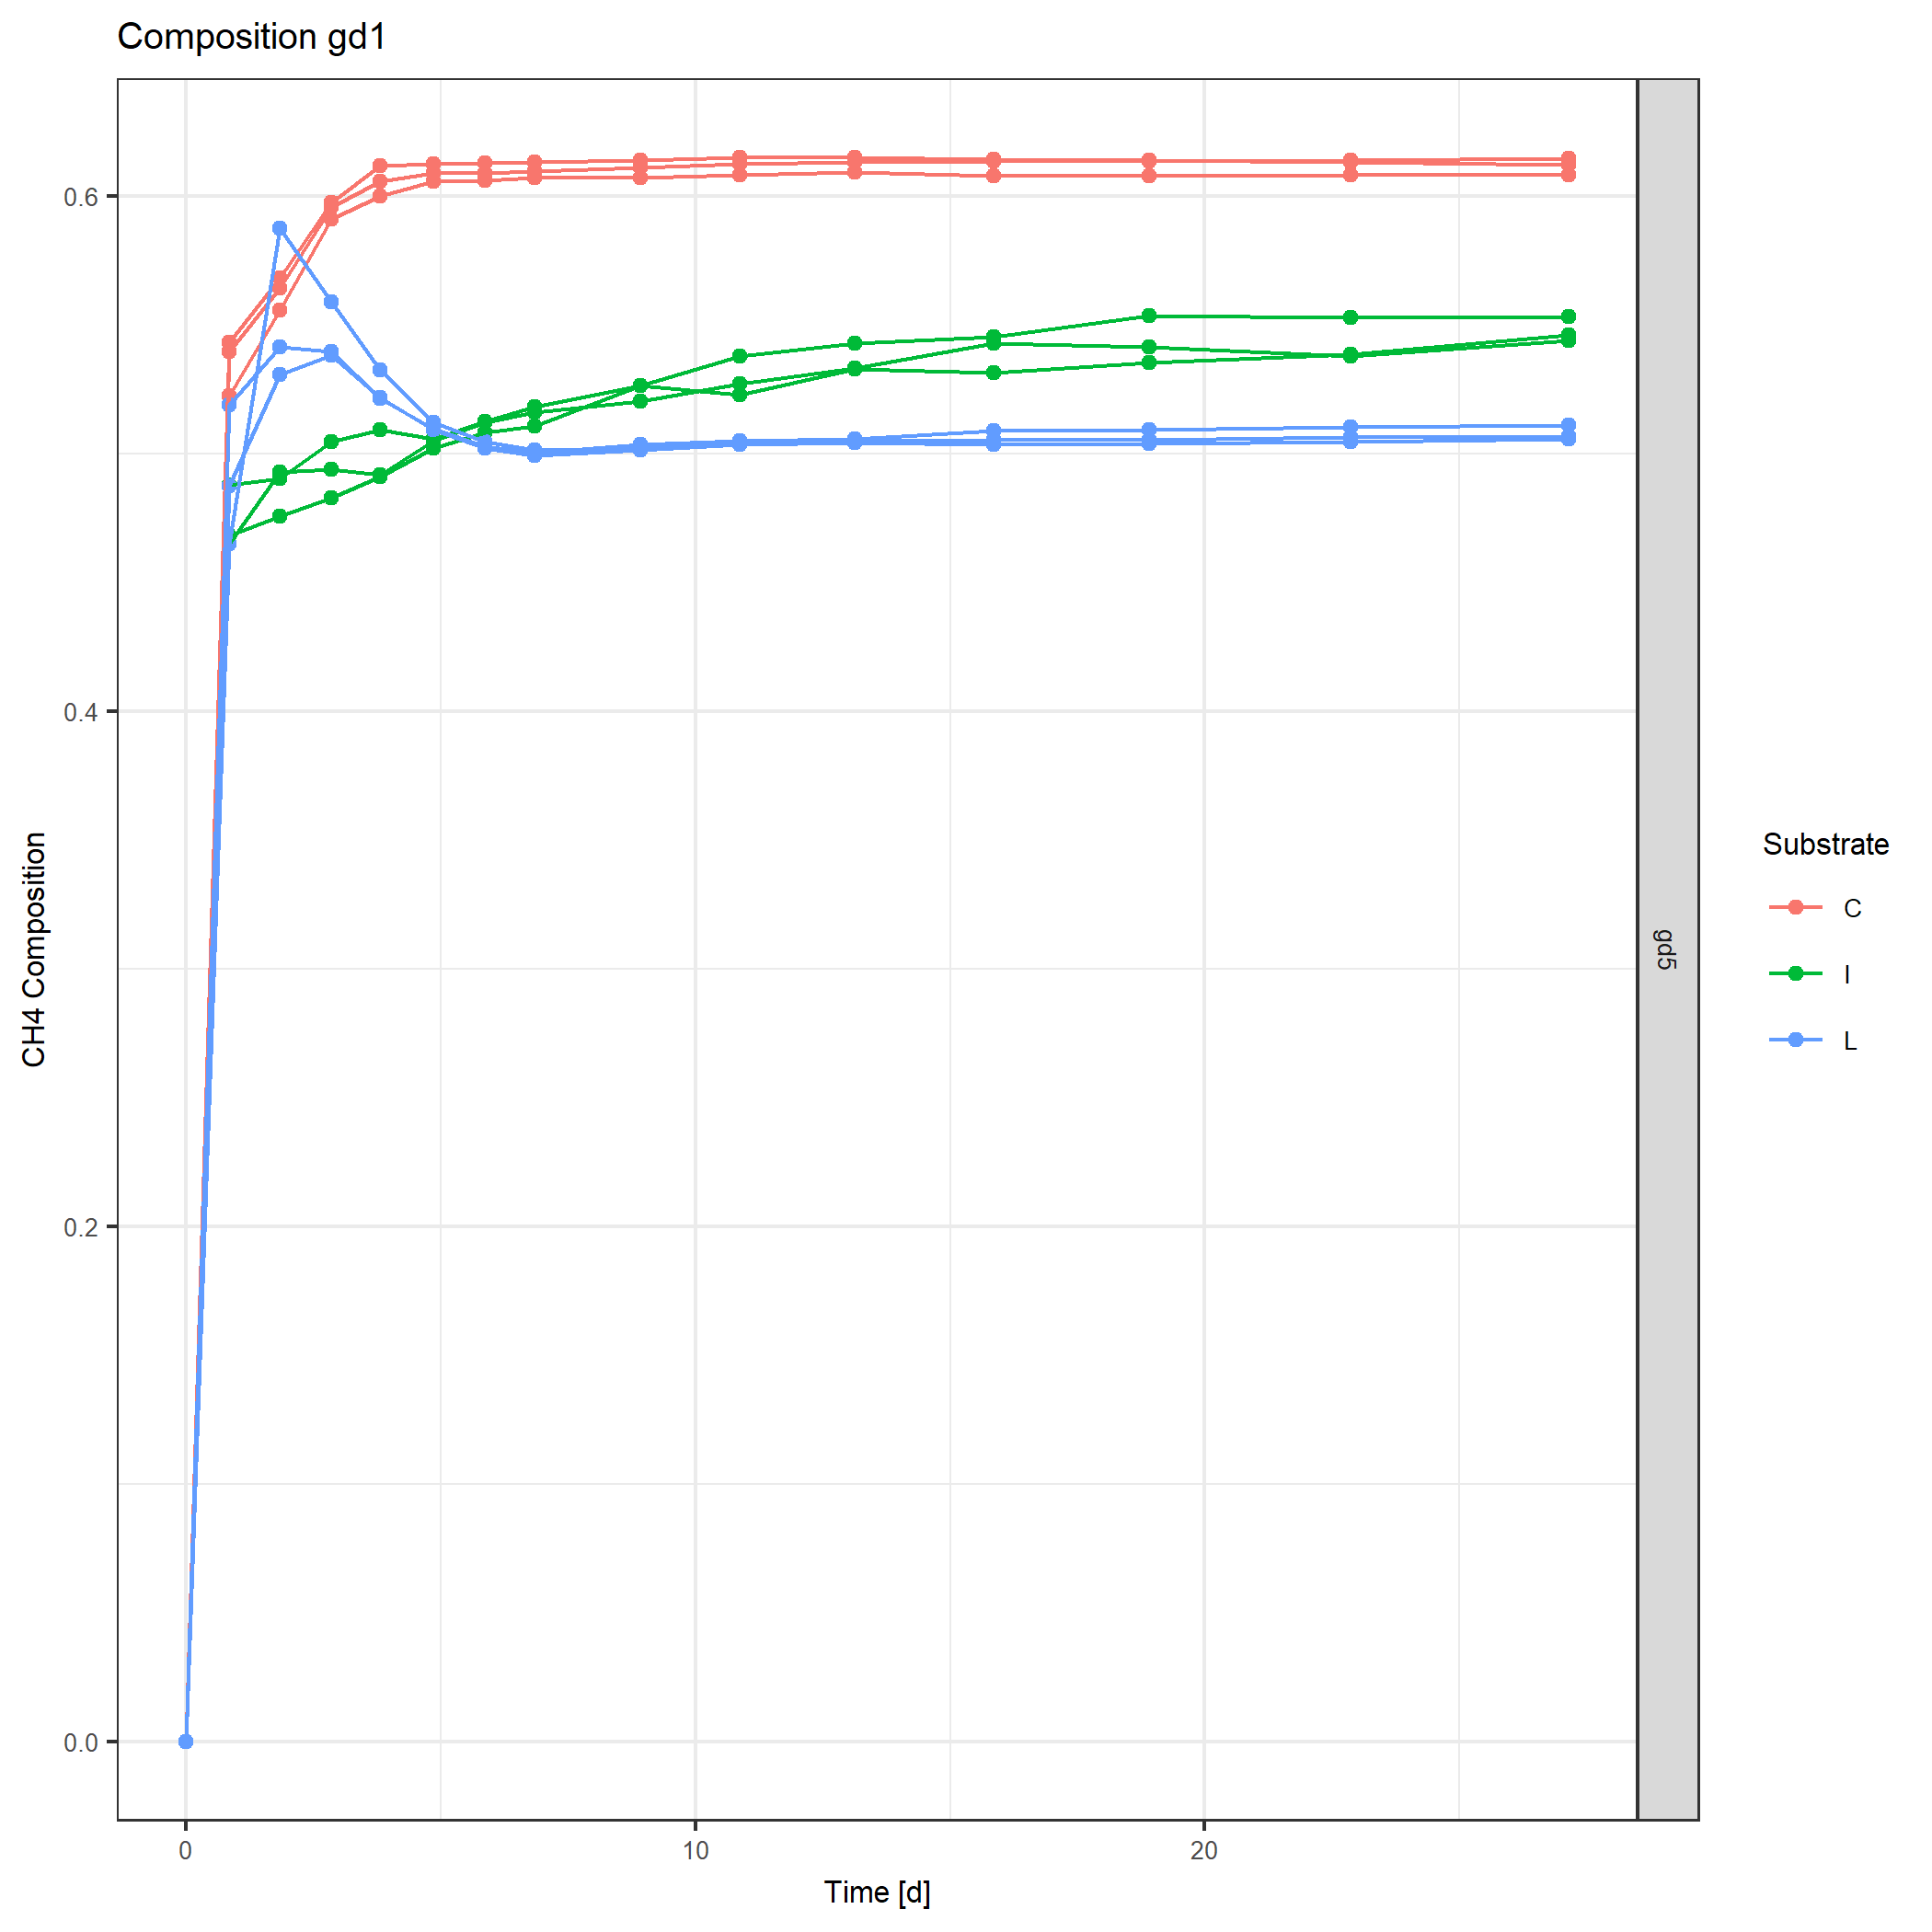 Composition gd1
0.6
0.4
0.2
0.0
CH4 Composition
0
10
20
Time [d]
gd5
Substrate
C
I
L